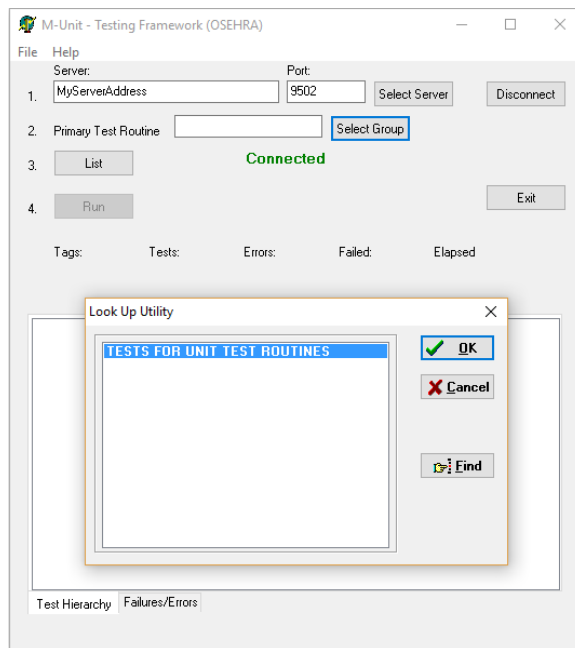 M-Unit - Testing Framework (OSEHRA)
File Help
Server: Port:
1. MyServerAddress 9502 Select Server Disconnect
2. Primary Test Routine Select Group
3. List Connected
4. Run Exit
Tags: Tests: Errors: Failed: Elapsed
Look Up Utility
TESTS FOR UNIT TEST ROUTINES
OK
Cancel
Find
Test Hierarchy Failures/Errors